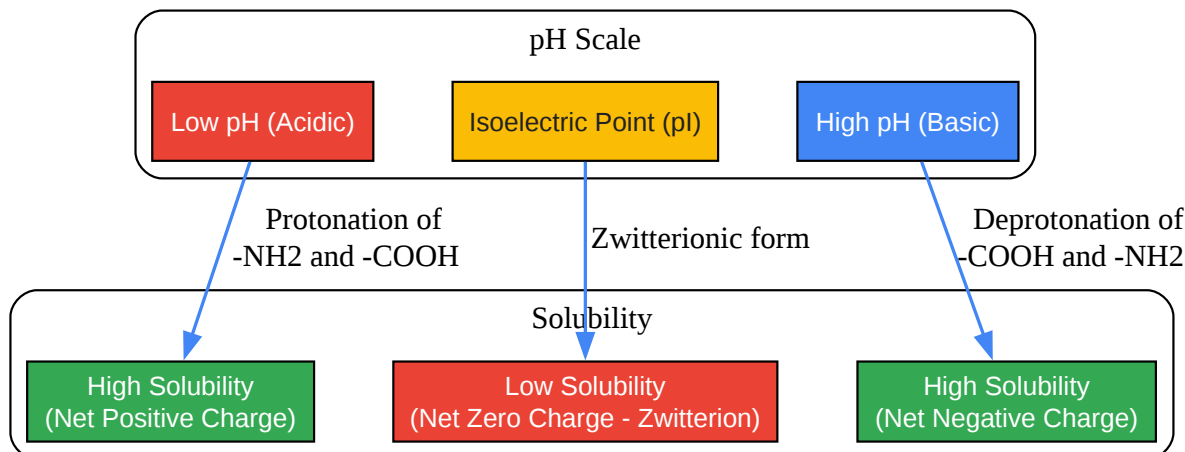 pH Scale
Low pH (Acidic)
Isoelectric Point (pI)
High pH (Basic)
Protonation of
-NH2 and -COOH
Zwitterionic form
Deprotonation of
-COOH and -NH2
Solubility
High Solubility
(Net Positive Charge)
Low Solubility
(Net Zero Charge - Zwitterion)
High Solubility
(Net Negative Charge)